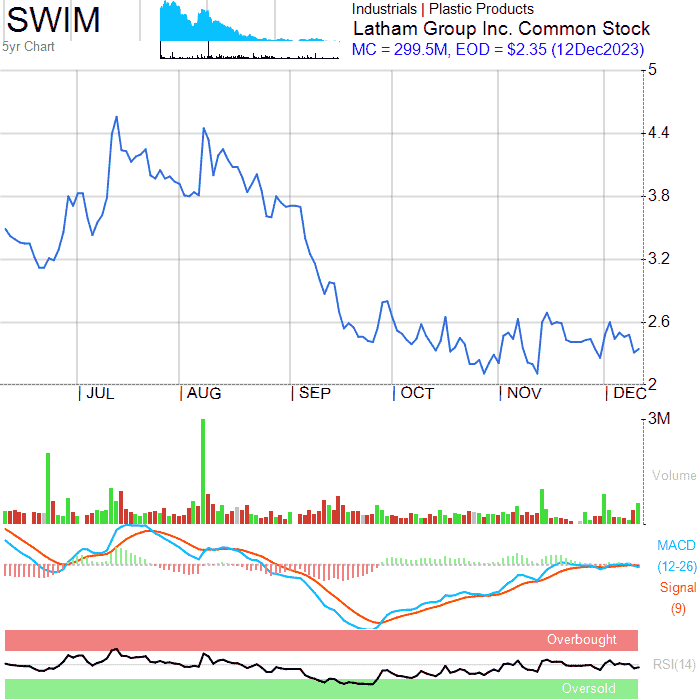 SWIM
5yr Chart
Industrials | Plastic Products
Latham Group Inc. Common Stock
MC = 299.5M, EOD = $2.35 (12Dec2023)
5
4.4
3.8
3.2
2.6
2
| JUL | AUG | SEP | OCT | NOV | DEC
3M
Volume
MACD
(12-26)
Signal
(9)
Overbought
RSI(14)
Oversold